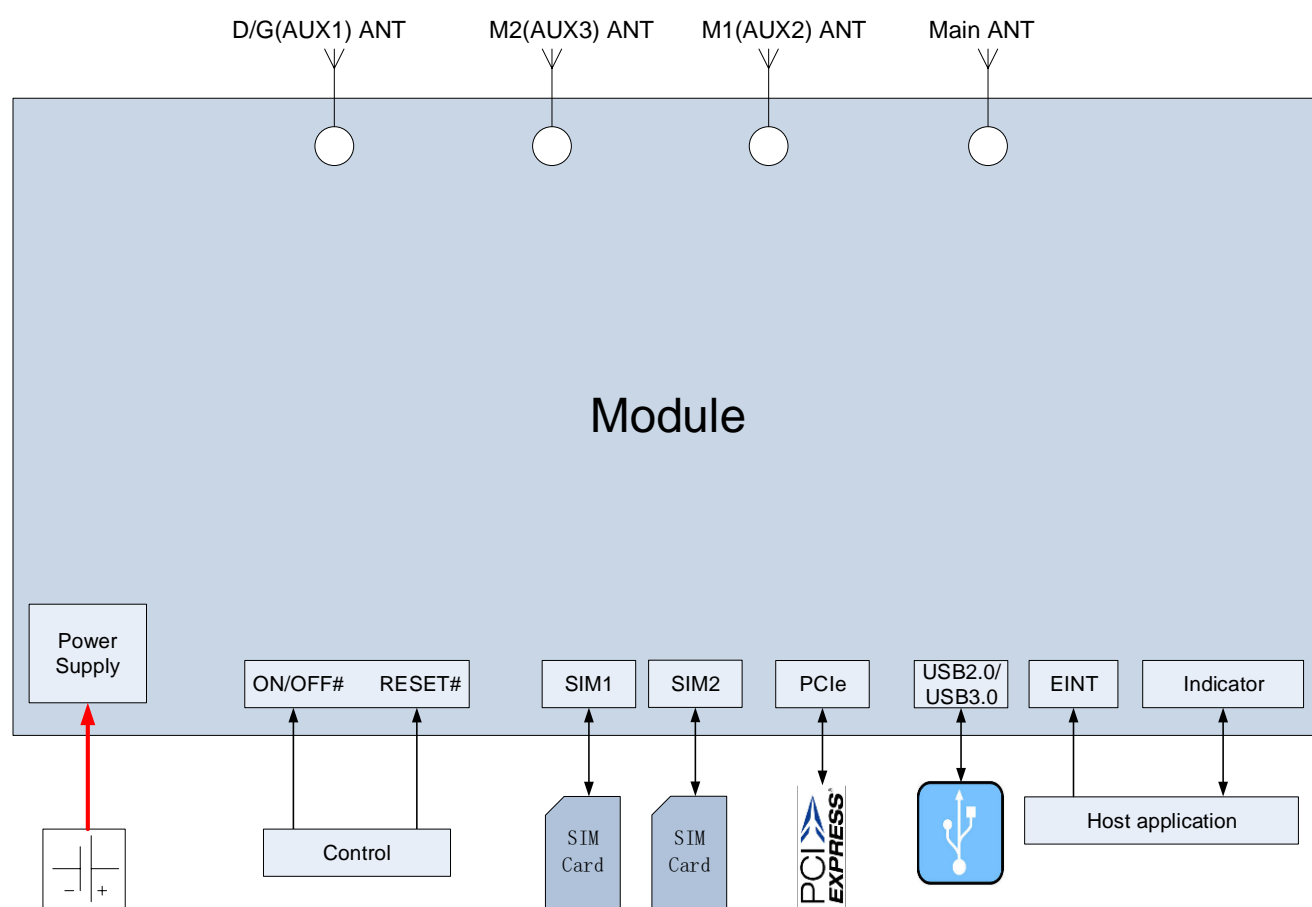 D/G(AUX1) ANT
M2(AUX3) ANT
M1(AUX2) ANT
Main ANT
Module
Power
Supply
ON/OFF#
RESET#
SIM1
SIM2
PCIe
USB2.0/
USB3.0
EINT
Indicator
Control
SIM
Card
SIM
Card
PCI
EXPRESS®
Host application
- +